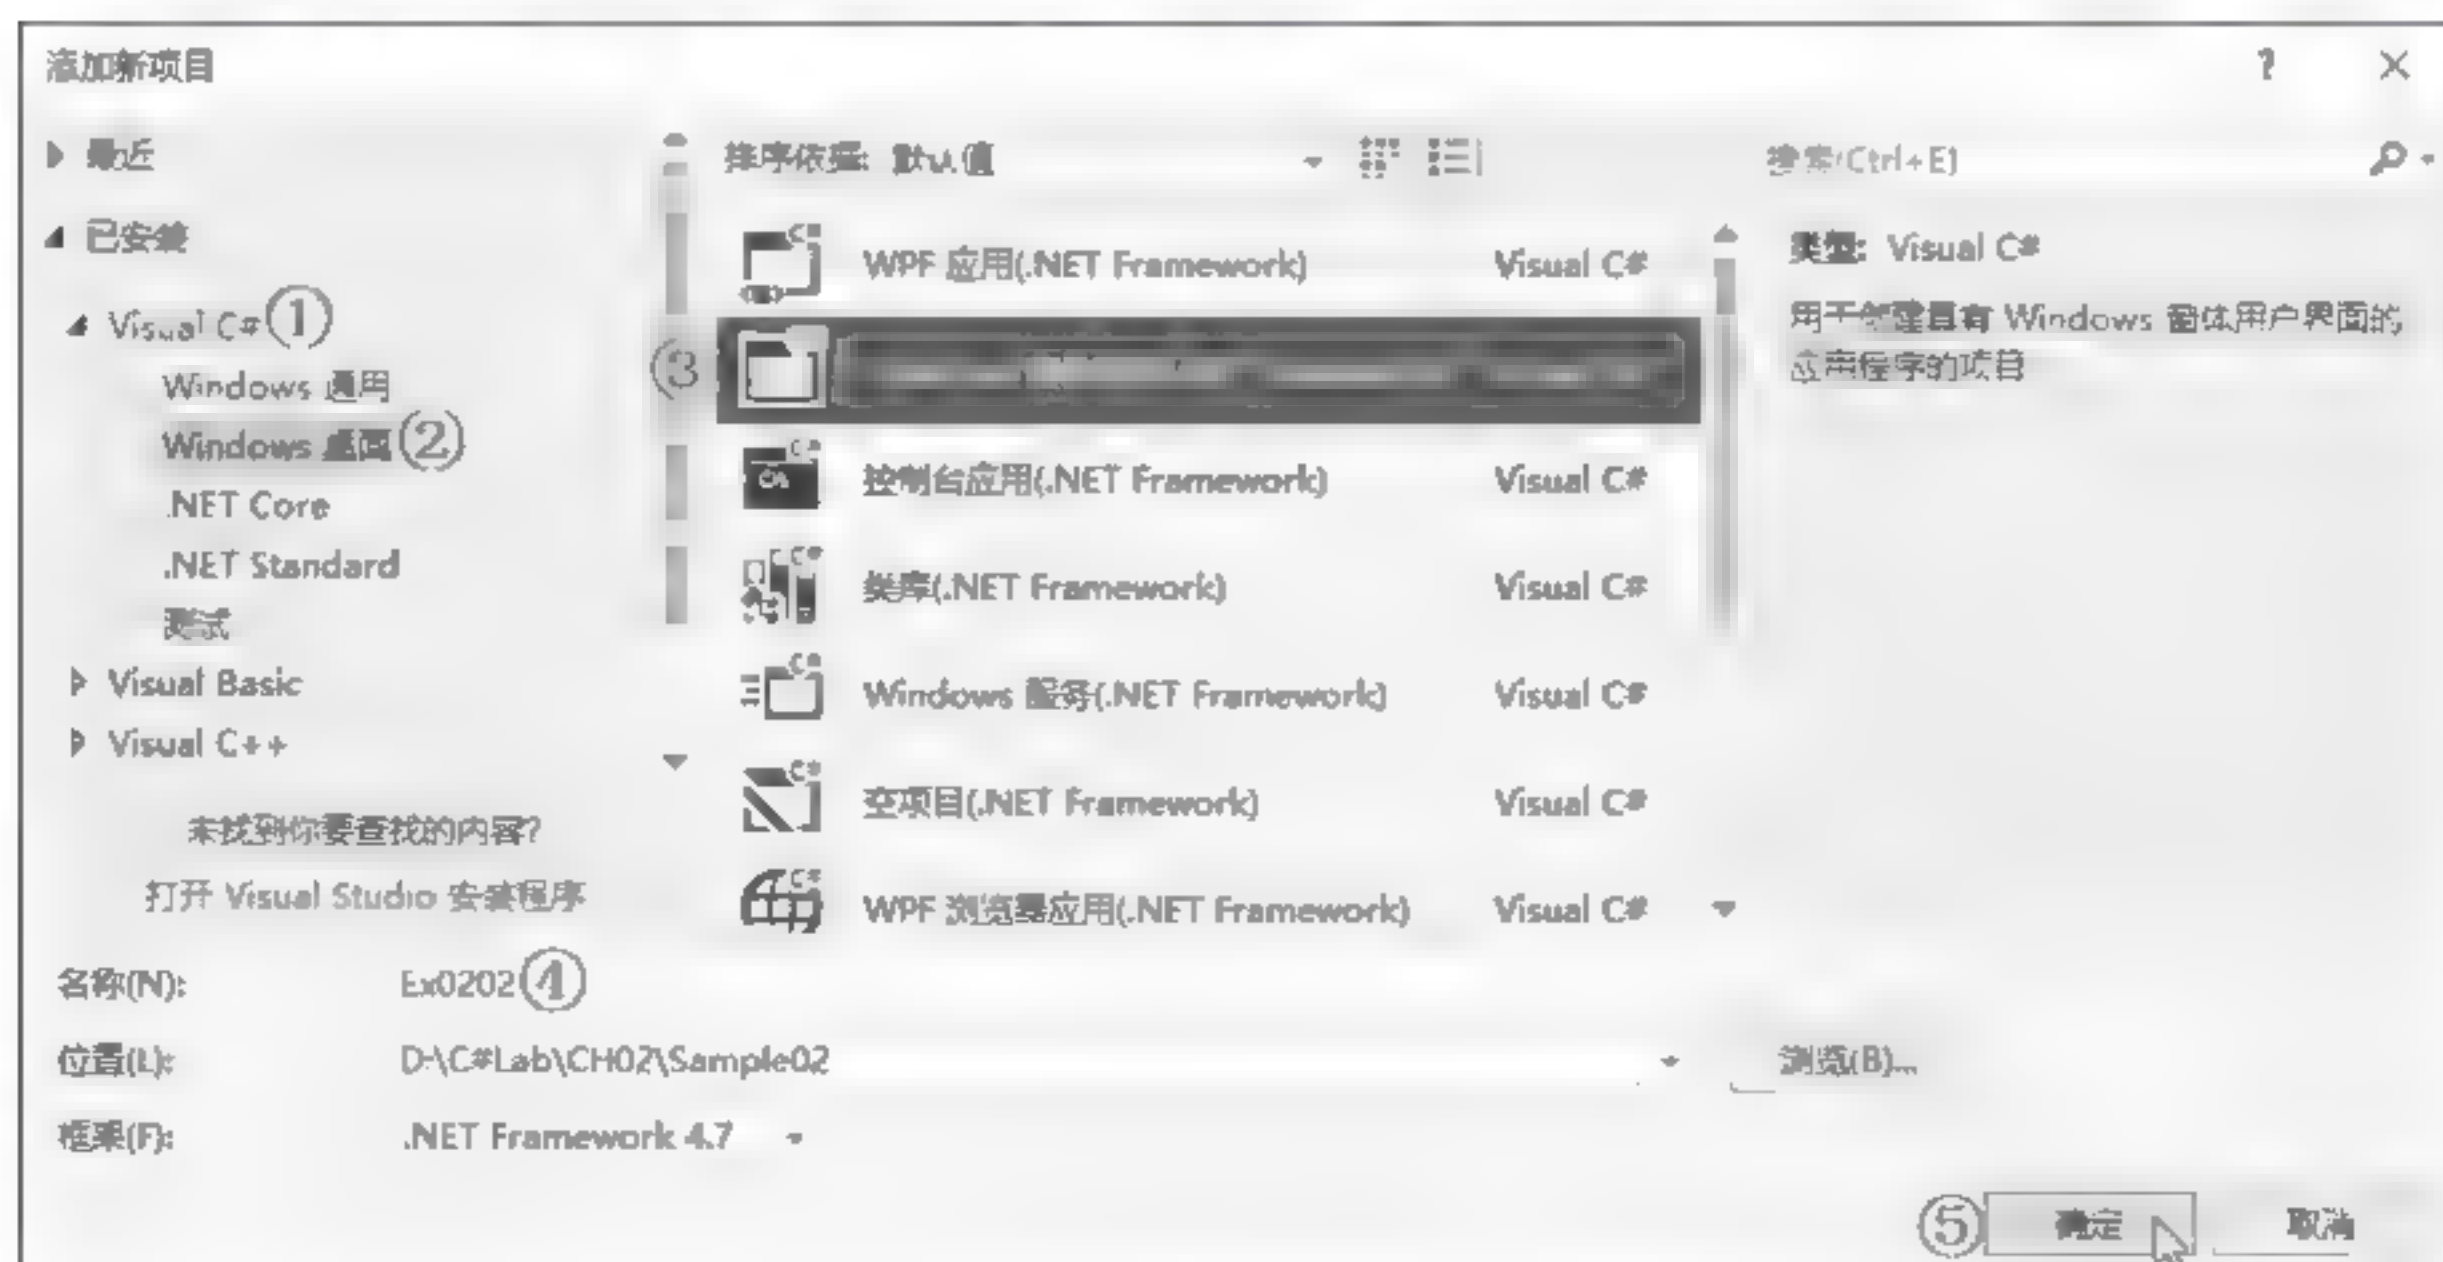 添加新项目 ? ×
最近
已安装
Visual C# ①
Windows 通用
Windows 桌面 ②
.NET Core
.NET Standard
测试
Visual Basic
Visual C++
未找到你要查找的内容?
打开 Visual Studio 安装程序
排序依据: 默认值
WPF 应用(.NET Framework) Visual C#
③
控制台应用(.NET Framework) Visual C#
类库(.NET Framework) Visual C#
Windows 服务(.NET Framework) Visual C#
空项目(.NET Framework) Visual C#
WPF 浏览器应用(.NET Framework) Visual C#
搜索(Ctrl+E)
类型: Visual C#
用于创建具有 Windows 窗体用户界面的
应用程序的项目
名称(N): Ex0202 ④
位置(L): D:\C#Lab\CH02\Sample02 浏览(B)...
框架(F): .NET Framework 4.7
⑤ 确定 取消